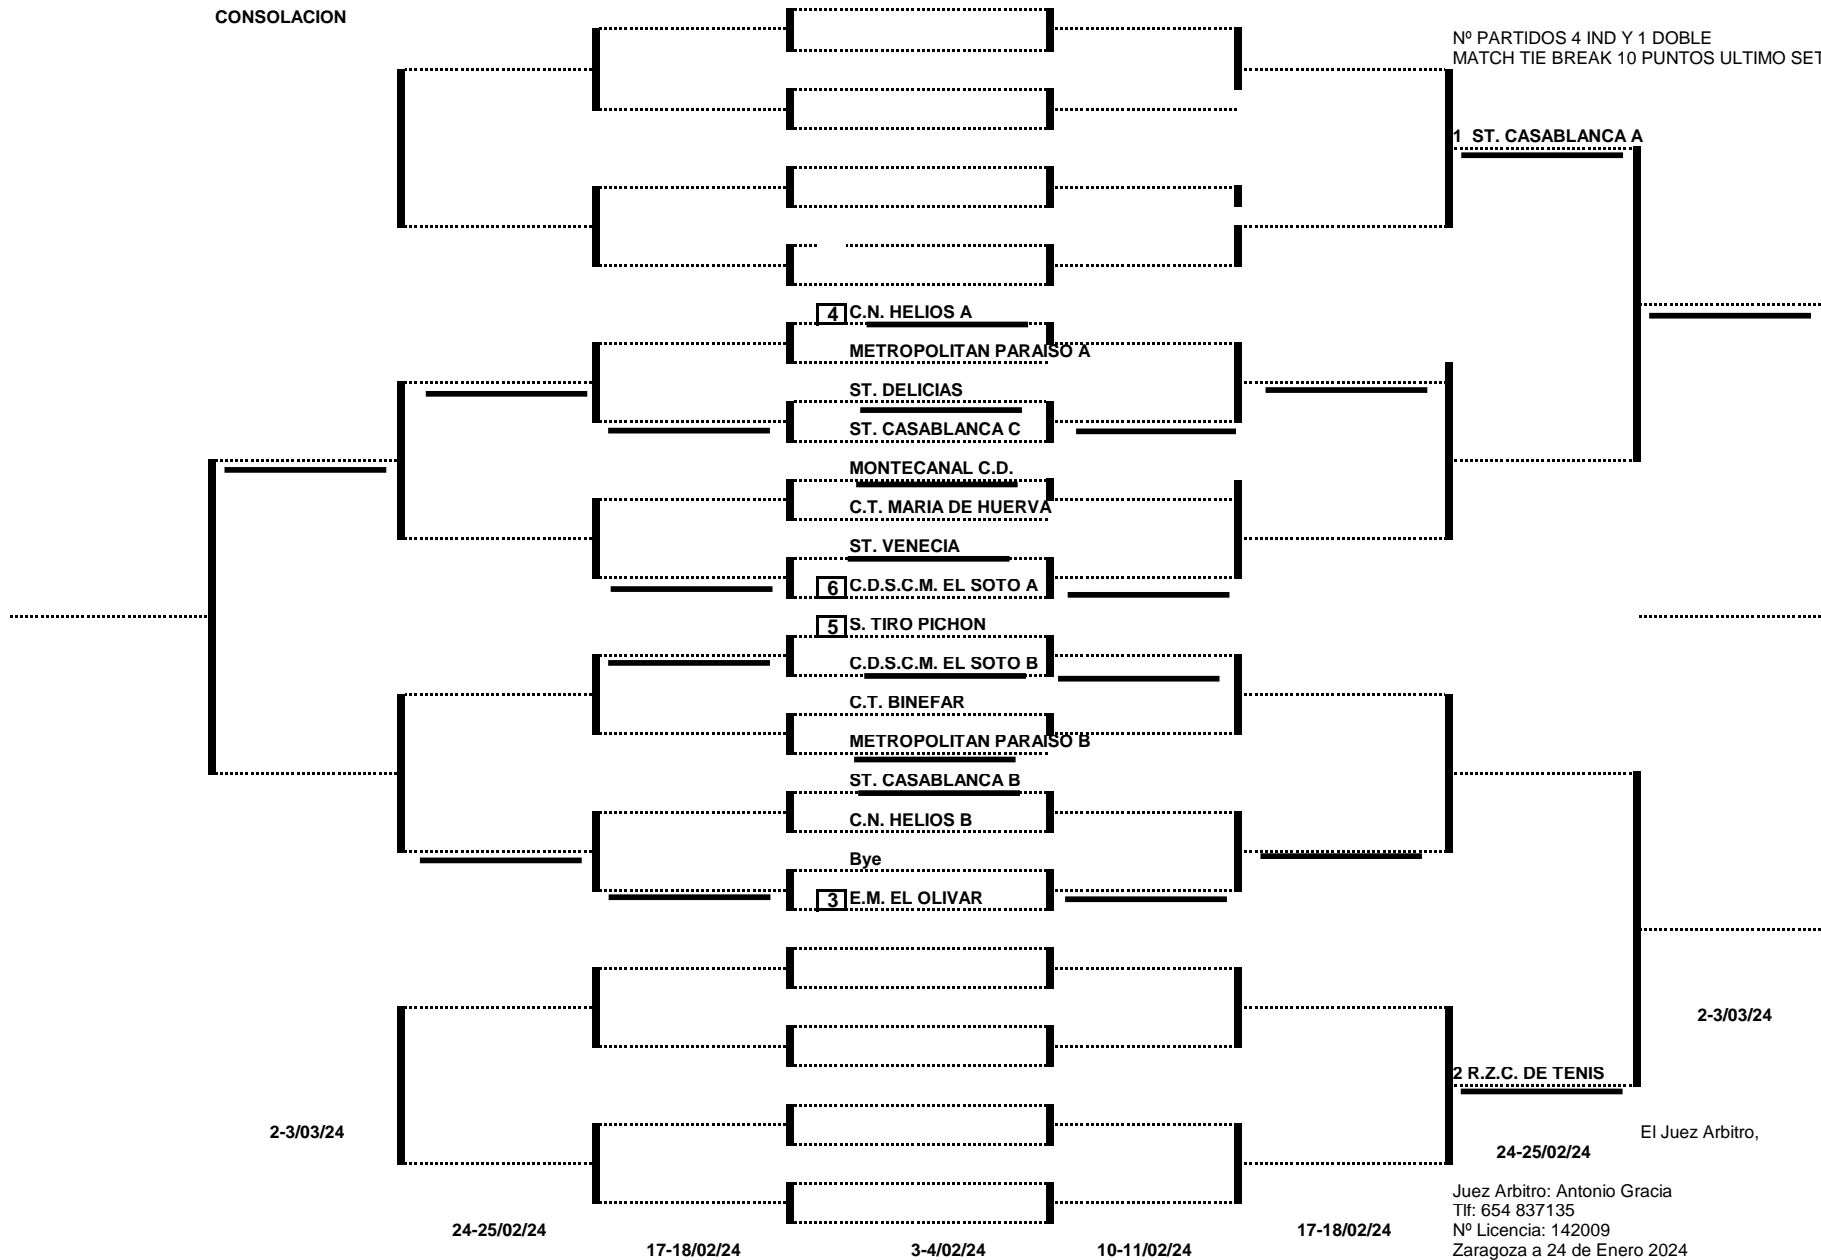 CONSOLACION
Nº PARTIDOS 4 IND Y 1 DOBLE
MATCH TIE BREAK 10 PUNTOS ULTIMO SET
1 ST. CASABLANCA A
4 C.N. HELIOS A
METROPOLITAN PARAISO A
ST. DELICIAS
ST. CASABLANCA C
MONTECANAL C.D.
C.T. MARIA DE HUERVA
ST. VENECIA
6 C.D.S.C.M. EL SOTO A
5 S. TIRO PICHON
C.D.S.C.M. EL SOTO B
C.T. BINEFAR
METROPOLITAN PARAISO B
ST. CASABLANCA B
C.N. HELIOS B
Bye
3 E.M. EL OLIVAR
2-3/03/24
2 R.Z.C. DE TENIS
2-3/03/24
El Juez Arbitro,
24-25/02/24
Juez Arbitro: Antonio Gracia
Tlf: 654 837135
24-25/02/24
17-18/02/24
Nº Licencia: 142009
17-18/02/24
3-4/02/24
10-11/02/24
Zaragoza a 24 de Enero 2024